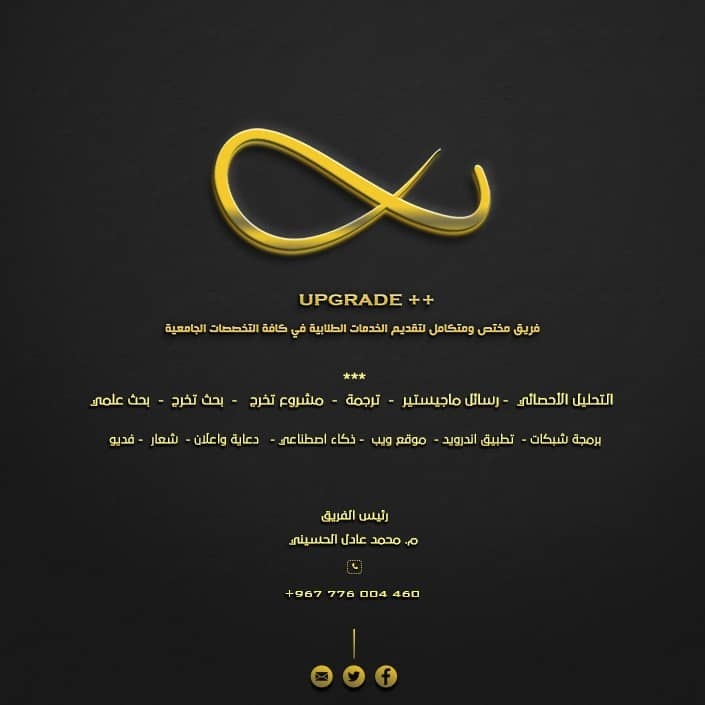 UPGRADE ++
فريق مختص ومتكامل لتقديم الخدمات الطلابية في كافة التخصصات الجامعية
***
التحليل الأحصائي - رسائل ماجيستير - ترجمة - مشروع تخرج - بحث تخرج - بحث علمي
برمجة شبكات - تطبيق اندرويد - موقع ويب - ذكاء اصطناعي - دعاية واعلان - شعار - فديو
رئيس الفريق
م. محمد عادل الحسيني
+967 776 004 460